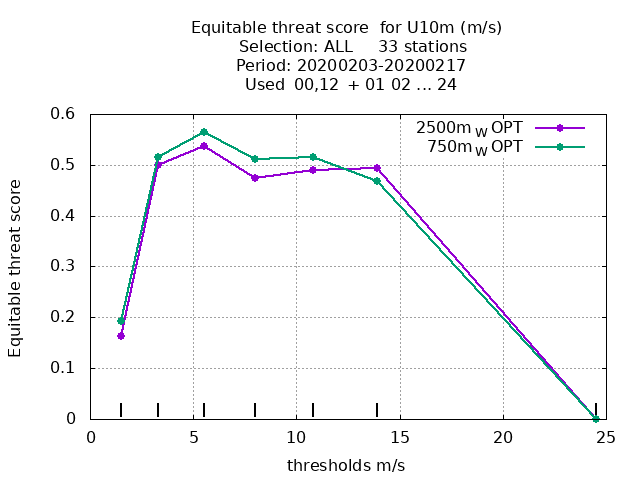 Equitable threat score for U10m (m/s)
Selection: ALL 33 stations
Period: 20200203-20200217
Used 00,12 + 01 02 ... 24
2500m W OPT
750m W OPT
Equitable threat score
0.6
0.5
0.4
0.3
0.2
0.1
0
0 5 10 15 20 25
thresholds m/s